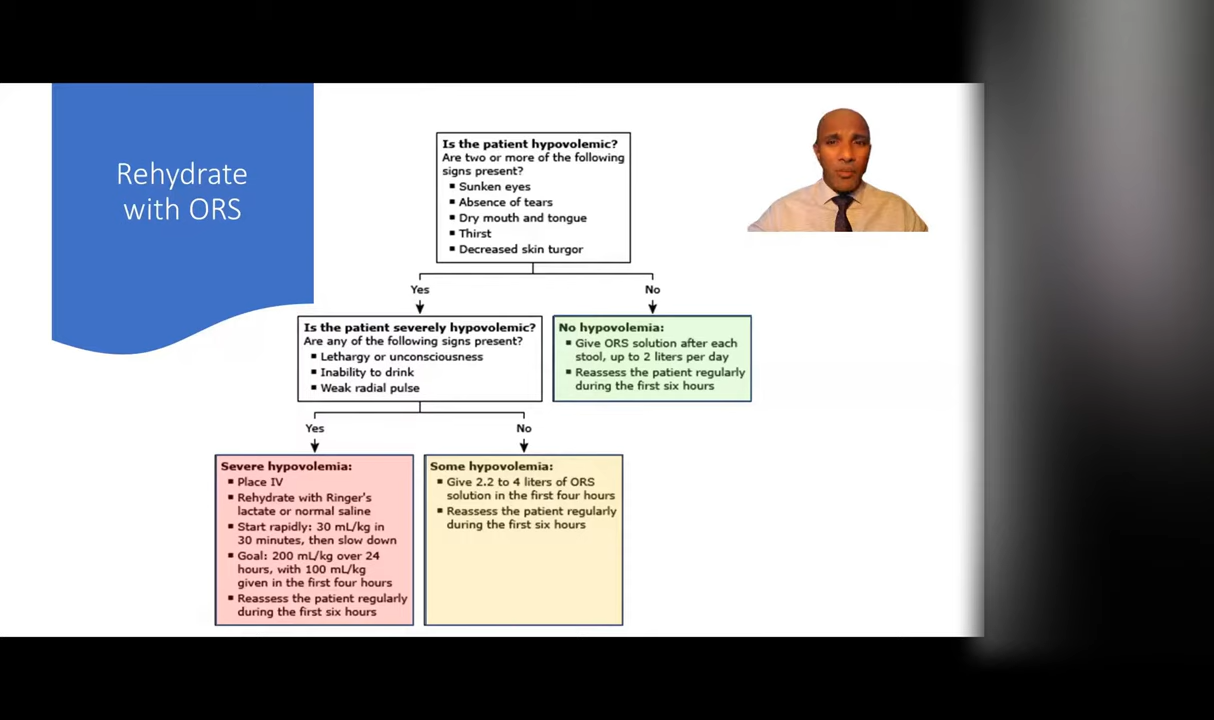 Rehydrate
with ORS
Is the patient hypovolemic?
Are two or more of the following
signs present?
▪ Sunken eyes
▪ Absence of tears
▪ Dry mouth and tongue
▪ Thirst
▪ Decreased skin turgor
Yes
No
Is the patient severely hypovolemic?
Are any of the following signs present?
▪ Lethargy or unconsciousness
▪ Inability to drink
▪ Weak radial pulse
No hypovolemia:
▪ Give ORS solution after each
stool, up to 2 liters per day
▪ Reassess the patient regularly
during the first six hours
Yes
No
Severe hypovolemia:
▪ Place IV
▪ Rehydrate with Ringer's
lactate or normal saline
▪ Start rapidly: 30 mL/kg in
30 minutes, then slow down
▪ Goal: 200 mL/kg over 24
hours, with 100 mL/kg
given in the first four hours
▪ Reassess the patient regularly
during the first six hours
Some hypovolemia:
▪ Give 2.2 to 4 liters of ORS
solution in the first four hours
▪ Reassess the patient regularly
during the first six hours